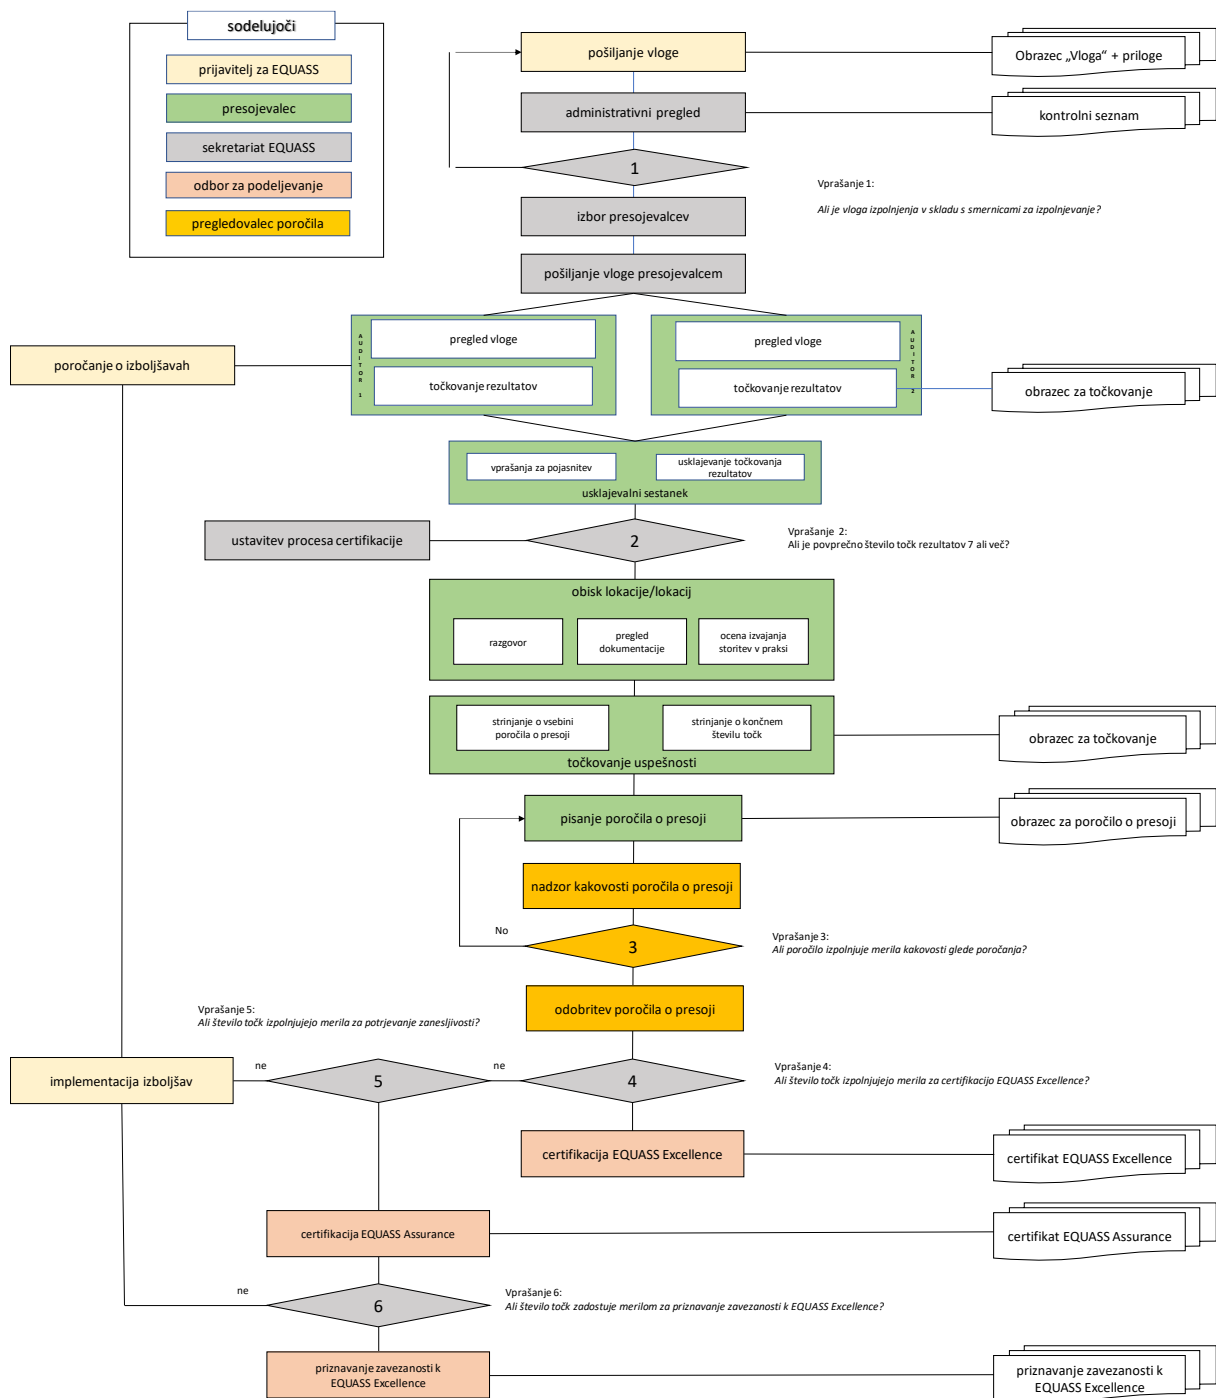 sodelujoči
prijavitelj za EQUASS
presojevalec
sekretariat EQUASS
odbor za podeljevanje
pregledovalec poročila
pošiljanje vloge
Obrazec „Vloga“ + priloge
administrativni pregled
kontrolni seznam
1
Vprašanje 1:
Ali je vloga izpolnjenja v skladu s smernicami za izpolnjevanje?
izbor presojevalcev
pošiljanje vloge presojevalcem
AUDITOR 1
pregled vloge
točkovanje rezultatov
AUDITOR 2
pregled vloge
točkovanje rezultatov
poročanje o izboljšavah
obrazec za točkovanje
vprašanja za pojasnitev
usklajevanje točkovanja
rezultatov
usklajevalni sestanek
ustavitev procesa certifikacije
2
Vprašanje 2:
Ali je povprečno število točk rezultatov 7 ali več?
obisk lokacije/lokacij
razgovor
pregled
dokumentacije
ocena izvajanja
storitev v praksi
strinjanje o vsebini
poročila o presoji
strinjanje o končnem
številu točk
točkovanje uspešnosti
obrazec za točkovanje
pisanje poročila o presoji
obrazec za poročilo o presoji
nadzor kakovosti poročila o presoji
No
3
Vprašanje 3:
Ali poročilo izpolnjuje merila kakovosti glede poročanja?
odobritev poročila o presoji
Vprašanje 5:
Ali število točk izpolnjujejo merila za potrjevanje zanesljivosti?
implementacija izboljšav
ne
5
ne
4
Vprašanje 4:
Ali število točk izpolnjujejo merila za certifikacijo EQUASS Excellence?
certifikacija EQUASS Excellence
certifikat EQUASS Excellence
certifikacija EQUASS Assurance
certifikat EQUASS Assurance
ne
6
Vprašanje 6:
Ali število točk zadostuje merilom za priznavanje zavezanosti k EQUASS Excellence?
priznavanje zavezanosti k
EQUASS Excellence
priznavanje zavezanosti k
EQUASS Excellence